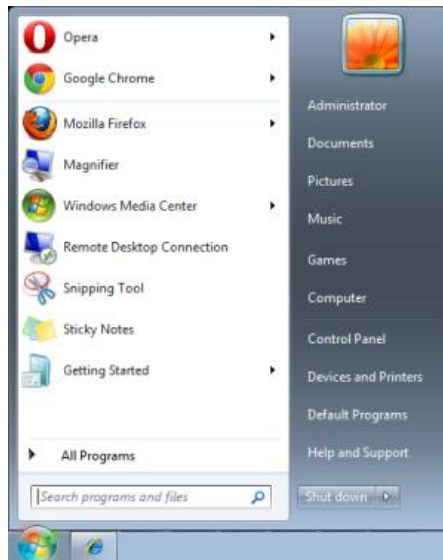 Opera
Google Chrome
Mozilla Firefox
Magnifier
Windows Media Center
Remote Desktop Connection
Snipping Tool
Sticky Notes
Getting Started
All Programs
Search programs and files
Administrator
Documents
Pictures
Music
Games
Computer
Control Panel
Devices and Printers
Default Programs
Help and Support
Shut down